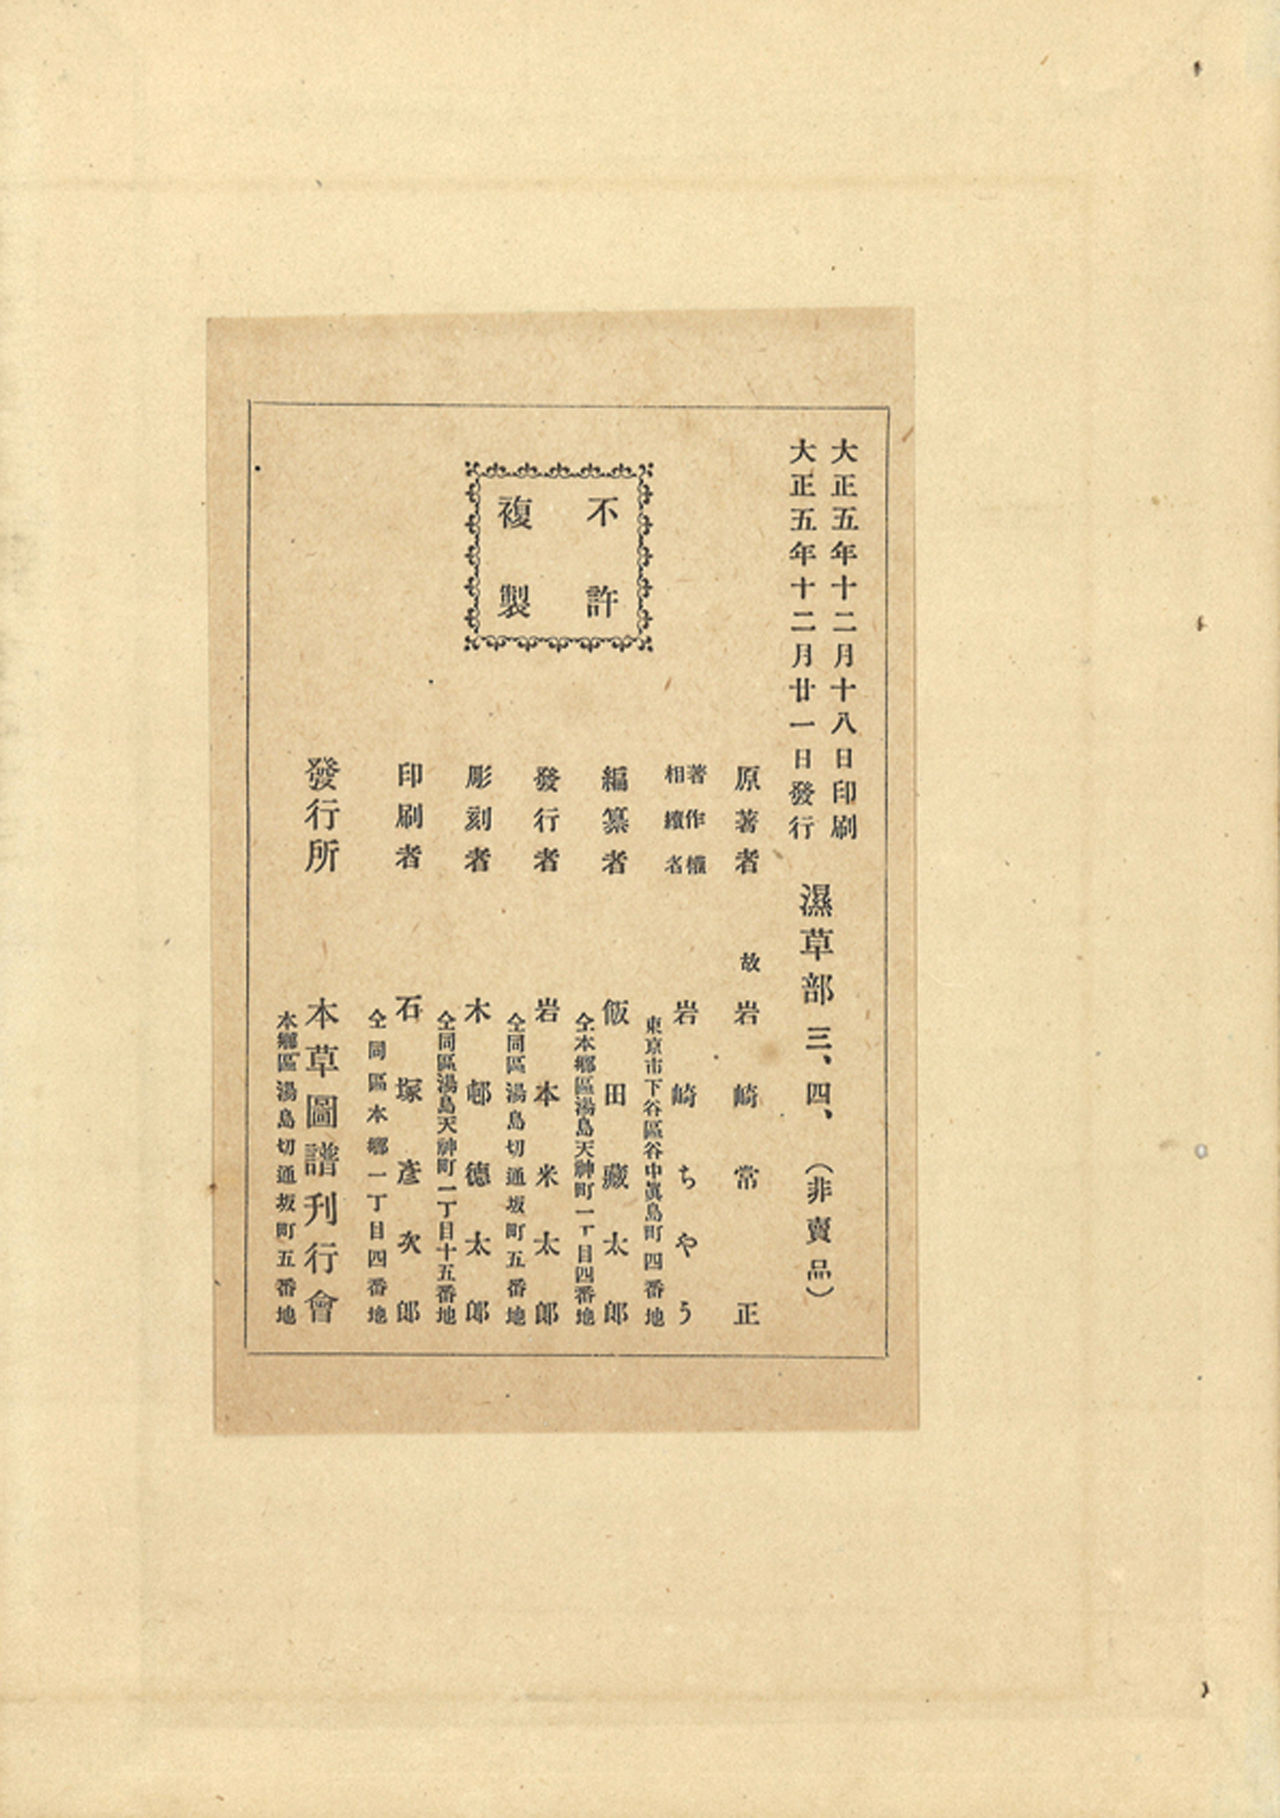 大正五年十二月十八日印刷
大正五年十二月廿一日發行
濕草部三、四、（非賣品）
不許
複製
原著者 故岩崎常正
著作權
相續名 岩崎ちやう
東京市下谷區谷中眞島町四番地
編纂者 飯田藏太郎
仝本鄕區湯島天神町一丁目四番地
發行者 岩本米太郎
仝同區湯島切通坂町五番地
彫刻者 木邨德太郎
仝同區湯島天神町一丁目十五番地
印刷者 石塚彥次郎
仝同區本鄕一丁目四番地
發行所 本草圖譜刊行會
本鄕區湯島切通坂町五番地